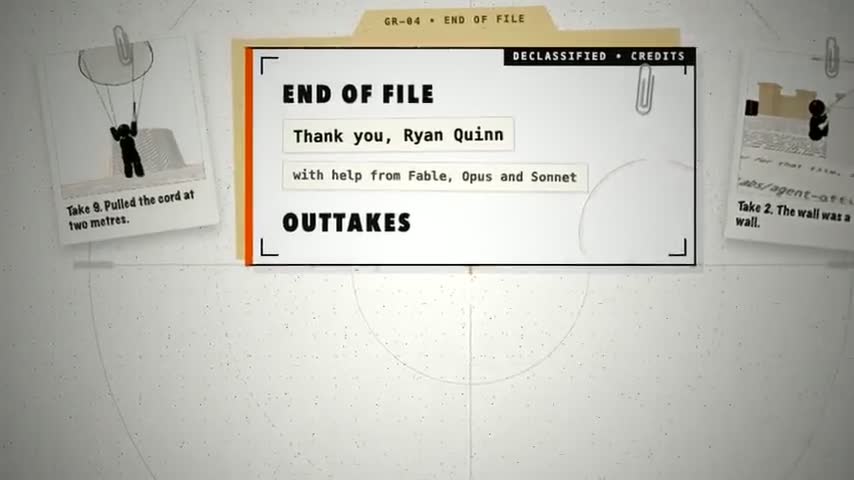 GR-04 • END OF FILE
DECLASSIFIED • CREDITS
END OF FILE
Thank you, Ryan Quinn
with help from Fable, Opus and Sonnet
OUTTAKES
Take 9. Pulled the cord at
two metres.
Take 2. The wall was a
wall.